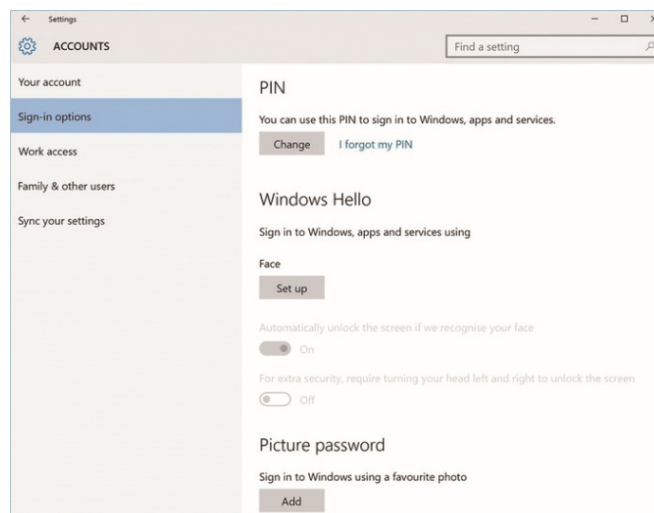 Settings
ACCOUNTS
Find a setting
Your account
Sign-in options
Work access
Family & other users
Sync your settings
PIN
You can use this PIN to sign in to Windows, apps and services.
Change I forgot my PIN
Windows Hello
Sign in to Windows, apps and services using
Face
Set up
Automatically unlock the screen if we recognise your face
On
For extra security, require turning your head left and right to unlock the screen
Off
Picture password
Sign in to Windows using a favourite photo
Add